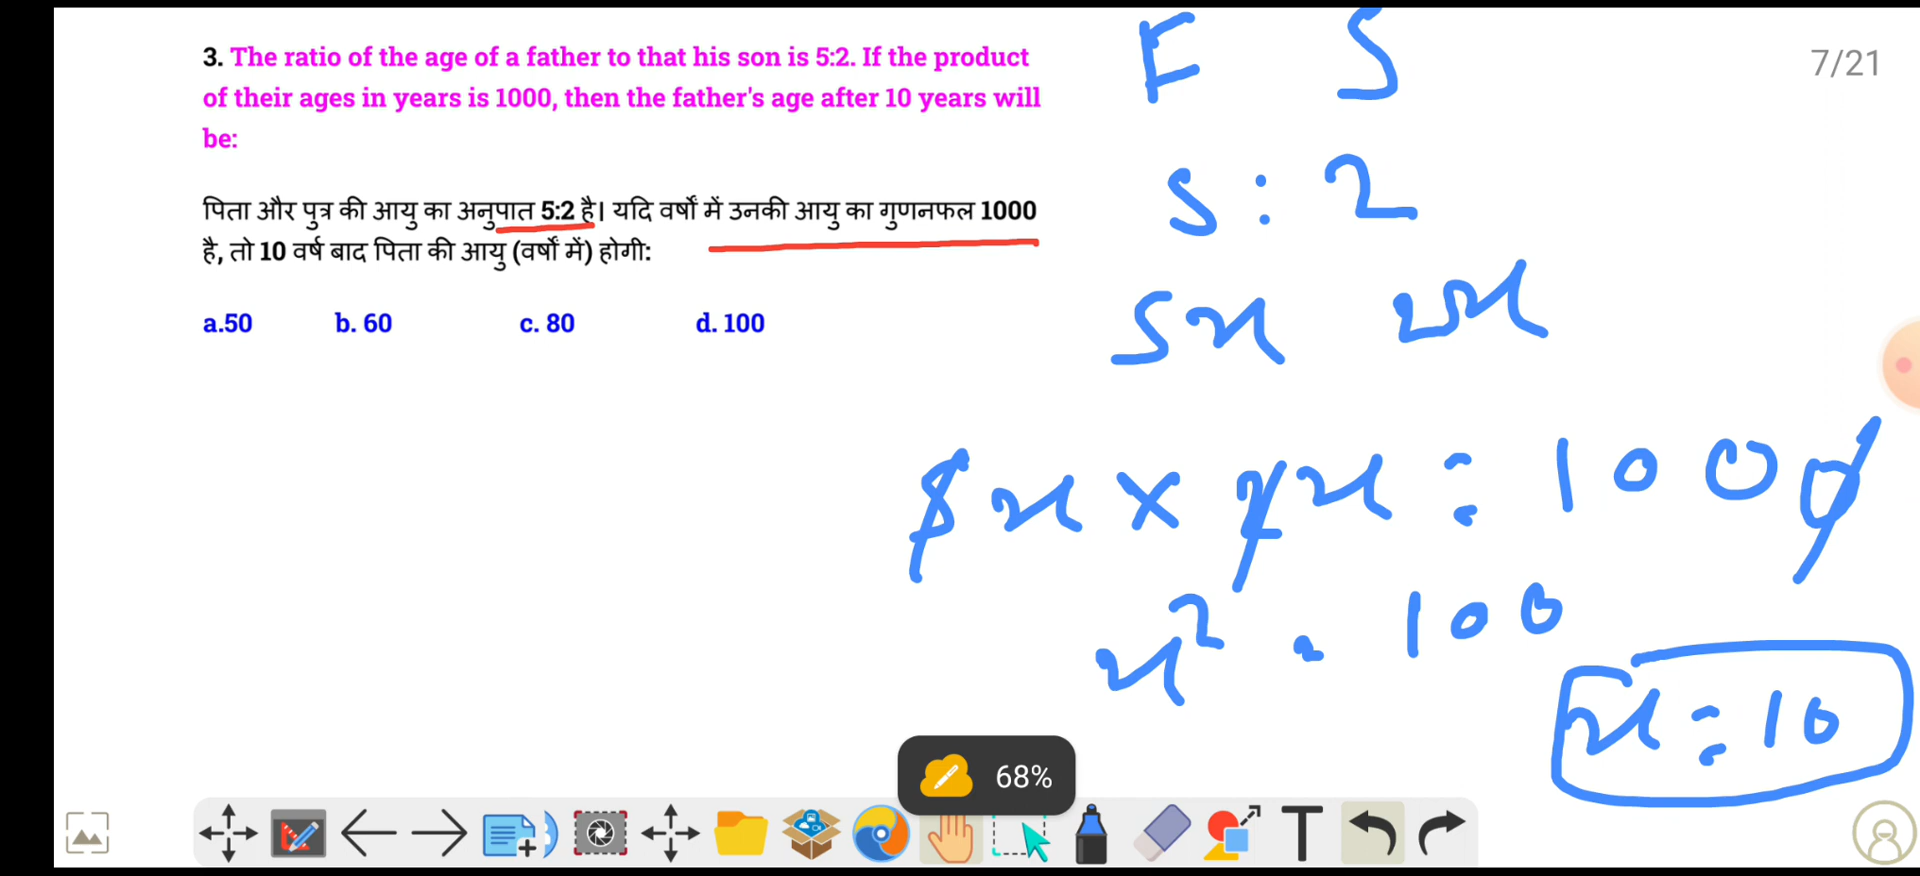 3. The ratio of the age of a father to that his son is 5:2. If the product
of their ages in years is 1000, then the father's age after 10 years will
be:
पिता और पुत्र की आयु का अनुपात 5:2 है। यदि वर्षों में उनकी आयु का गुणनफल 1000
है, तो 10 वर्ष बाद पिता की आयु (वर्षों में) होगी:
a.50 b. 60 c. 80 d. 100
7/21
F S
5 : 2
5x 2x
5x × 2x = 1000
x² = 100
x = 10
68%
T